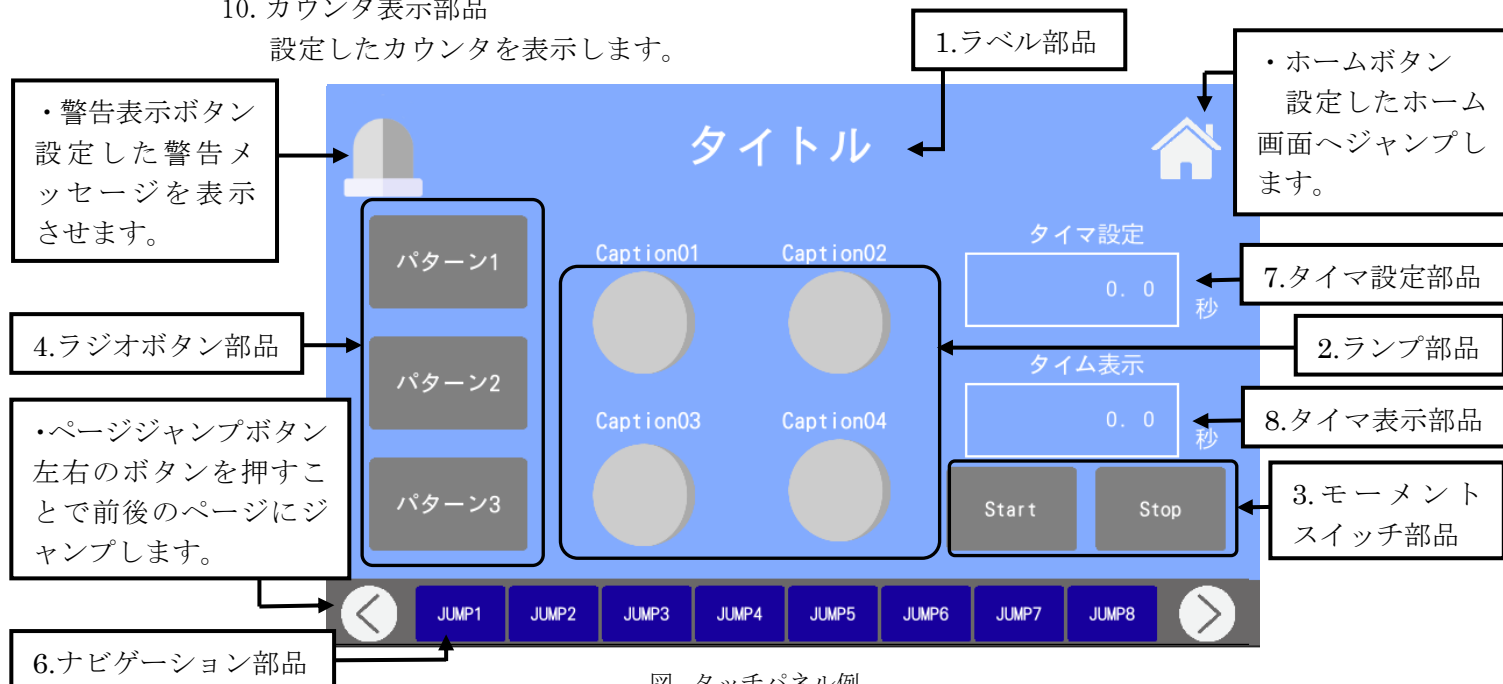 10. カウンタ表示部品
設定したカウンタを表示します。
1.ラベル部品
・ホームボタン
設定したホーム
画面へジャンプし
ます。
・警告表示ボタン
設定した警告メ
ッセージを表示
させます。
タイトル
パターン1
パターン2
パターン3
Caption01
Caption02
Caption03
Caption04
タイマ設定
0. 0
秒
タイム表示
0. 0
秒
Start
Stop
7.タイマ設定部品
2.ランプ部品
8.タイマ表示部品
3.モーメント
スイッチ部品
4.ラジオボタン部品
・ページジャンプボタン
左右のボタンを押すこ
とで前後のページにジ
ャンプします。
JUMP1 JUMP2 JUMP3 JUMP4 JUMP5 JUMP6 JUMP7 JUMP8
6.ナビゲーション部品
図 タッチパネル例